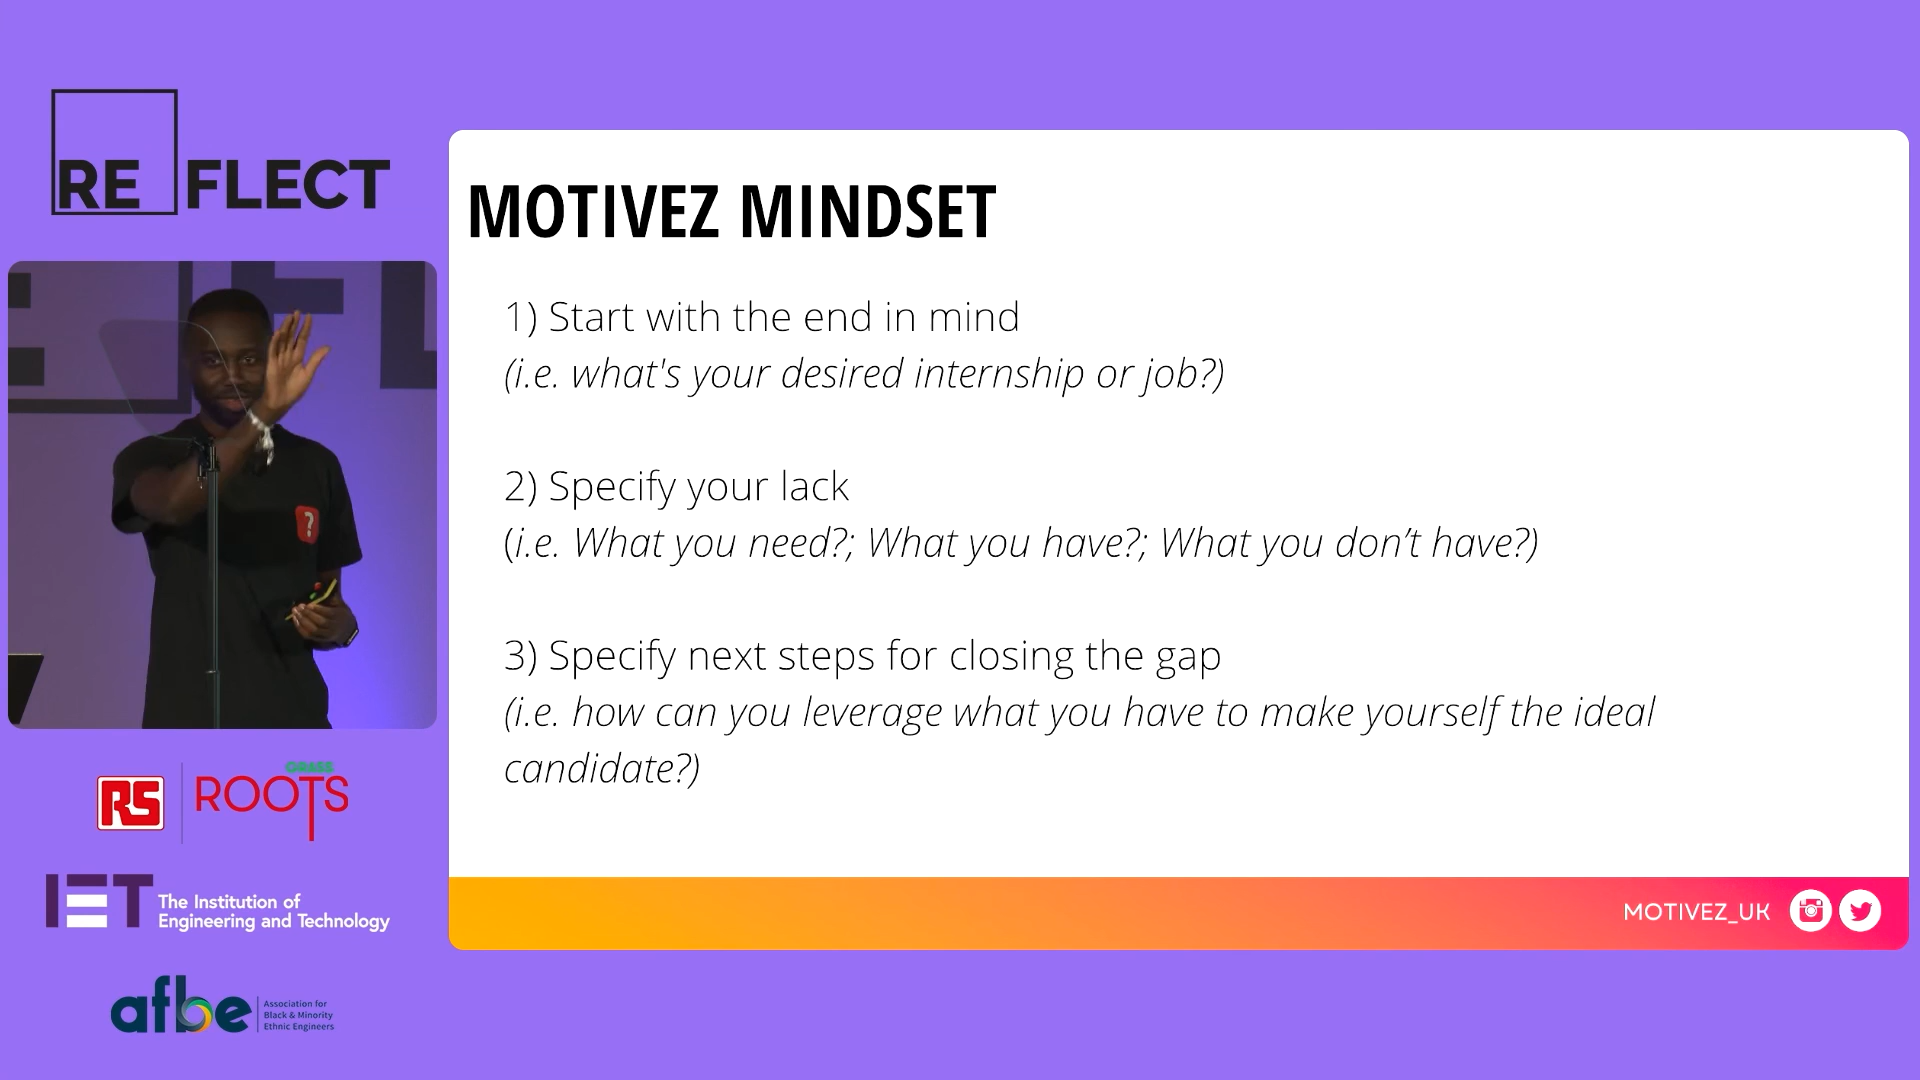 RE FLECT
MOTIVEZ MINDSET
1) Start with the end in mind
(i.e. what's your desired internship or job?)
2) Specify your lack
(i.e. What you need?; What you have?; What you don’t have?)
3) Specify next steps for closing the gap
(i.e. how can you leverage what you have to make yourself the ideal
candidate?)
MOTIVEZ_UK
?
RS
GRASS
ROOTS
IET
The Institution of
Engineering and Technology
afbe
Association for
Black & Minority
Ethnic Engineers